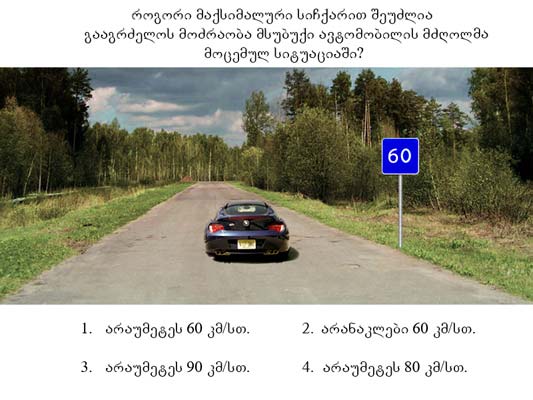 როგორი მაქსიმალური სიჩქარით შეუძლია
გააგრძელოს მოძრაობა მსუბუქი ავტომობილის მძღოლმა
მოცემულ სიტუაციაში?
60
1. არაუმეტეს 60 კმ/სთ.
2. არანაკლები 60 კმ/სთ.
3. არაუმეტეს 90 კმ/სთ.
4. არაუმეტეს 80 კმ/სთ.